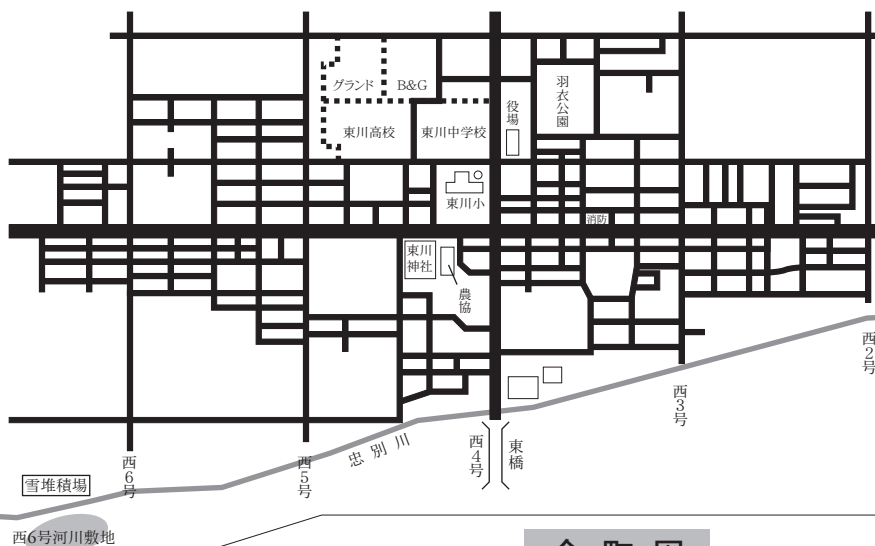 グランド
B&G
役場
羽衣公園
東川高校
東川中学校
東川小
消防
東川
神社
農協
西2号
西3号
西4号
東橋
忠別川
西5号
西6号
雪堆積場
西6号河川敷地